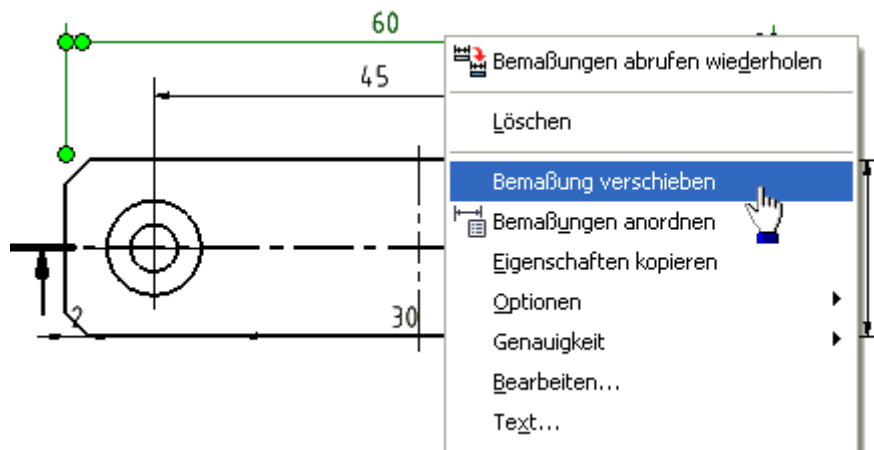 60
45
2
30
Bemaßungen abrufen wiederholen
Löschen
Bemaßung verschieben
Bemaßungen anordnen
Eigenschaften kopieren
Optionen
Genauigkeit
Bearbeiten...
Text...